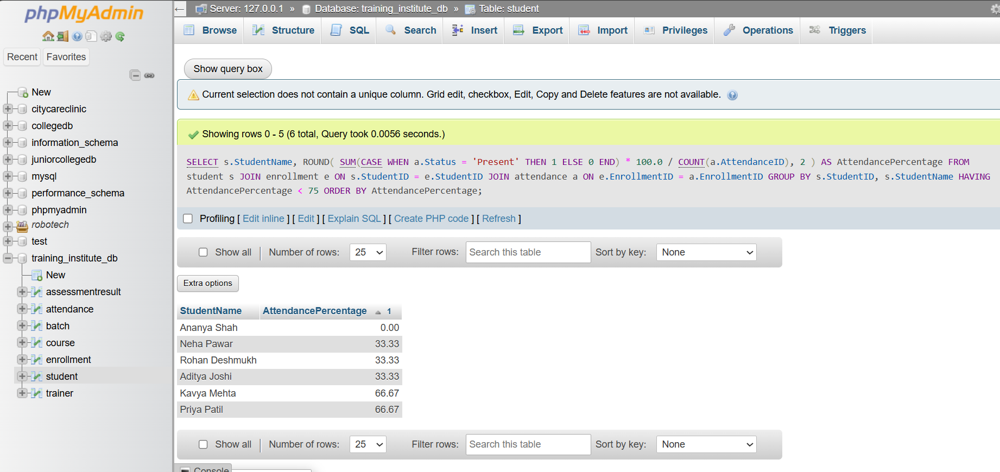 phpMyAdmin
Recent Favorites
New
citycareclinic
collegedb
information_schema
juniorcollegedb
mysql
performance_schema
phpmyadmin
robotech
test
training_institute_db
New
assessmentresult
attendance
batch
course
enrollment
student
trainer
Server: 127.0.0.1 » Database: training_institute_db » Table: student
Browse Structure SQL Search Insert Export Import Privileges Operations Triggers
Show query box
Current selection does not contain a unique column. Grid edit, checkbox, Edit, Copy and Delete features are not available.
Showing rows 0 - 5 (6 total, Query took 0.0056 seconds.)
SELECT s.StudentName, ROUND( SUM(CASE WHEN a.Status = 'Present' THEN 1 ELSE 0 END) * 100.0 / COUNT(a.AttendanceID), 2 ) AS AttendancePercentage FROM
student s JOIN enrollment e ON s.StudentID = e.StudentID JOIN attendance a ON e.EnrollmentID = a.EnrollmentID GROUP BY s.StudentID, s.StudentName HAVING
AttendancePercentage < 75 ORDER BY AttendancePercentage;
Profiling [ Edit inline ] [ Edit ] [ Explain SQL ] [ Create PHP code ] [ Refresh ]
Show all | Number of rows: 25 Filter rows: Search this table Sort by key: None
Extra options
StudentName AttendancePercentage 1
Ananya Shah 0.00
Neha Pawar 33.33
Rohan Deshmukh 33.33
Aditya Joshi 33.33
Kavya Mehta 66.67
Priya Patil 66.67
Show all | Number of rows: 25 Filter rows: Search this table Sort by key: None
Console